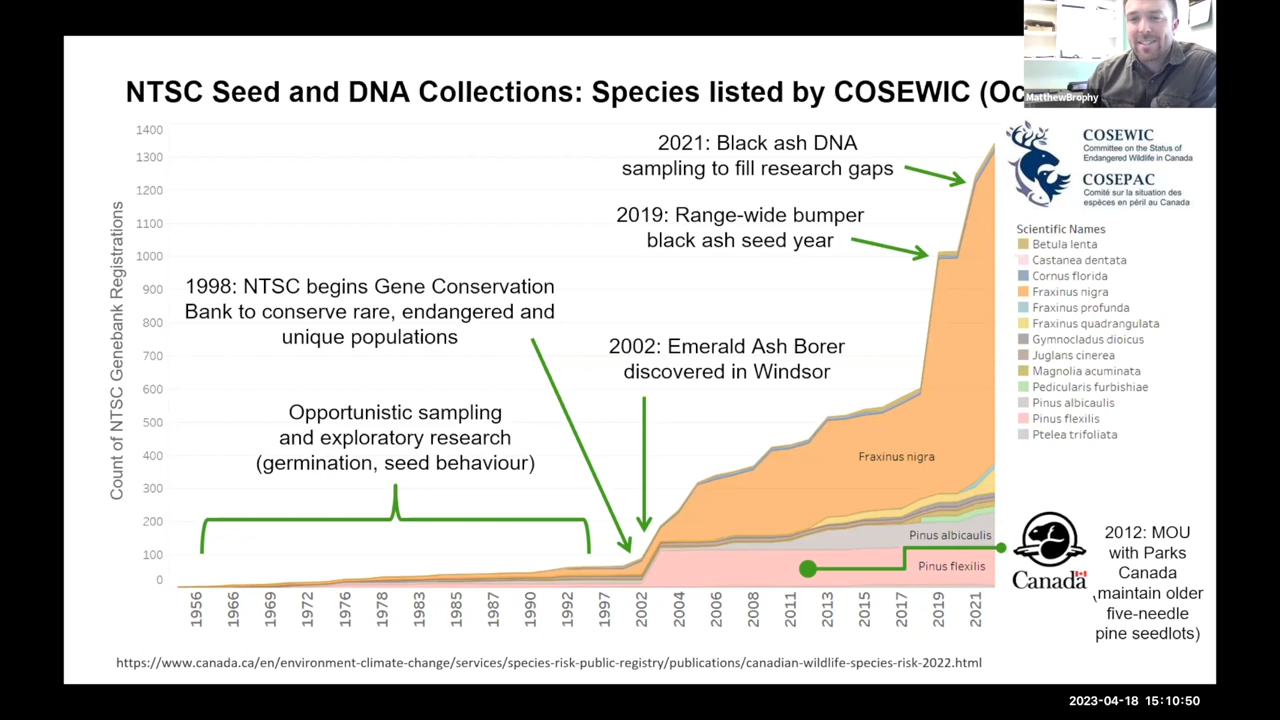 NTSC Seed and DNA Collections: Species listed by COSEWIC (Oc
MatthewBrophy
1400
1300
1200
1100
1000
900
800
700
600
500
400
300
200
100
0
Count of NTSC Genebank Registrations
2021: Black ash DNA
sampling to fill research gaps
2019: Range-wide bumper
black ash seed year
1998: NTSC begins Gene Conservation
Bank to conserve rare, endangered and
unique populations
2002: Emerald Ash Borer
discovered in Windsor
Opportunistic sampling
and exploratory research
(germination, seed behaviour)
Fraxinus nigra
Pinus albicaulis
Pinus flexilis
1956
1966
1969
1972
1976
1978
1983
1985
1987
1990
1992
1997
2002
2004
2006
2009
2011
2013
2015
2017
2019
2021
COSEWIC
Committee on the Status of
Endangered Wildlife in Canada
COSEPAC
Comité sur la situation des
espèces en péril au Canada
Scientific Names
Betula lenta
Castanea dentata
Cornus florida
Fraxinus nigra
Fraxinus profunda
Fraxinus quadrangulata
Gymnocladus dioicus
Juglans cinerea
Magnolia acuminata
Pedicularis furbishiae
Pinus albicaulis
Pinus flexilis
Ptelea trifoliata
Canada
2012: MOU
with Parks
Canada
(maintain older
five-needle
pine seedlots)
https://www.canada.ca/en/environment-climate-change/services/species-risk-public-registry/publications/canadian-wildlife-species-risk-2022.html
2023-04-18 15:10:50